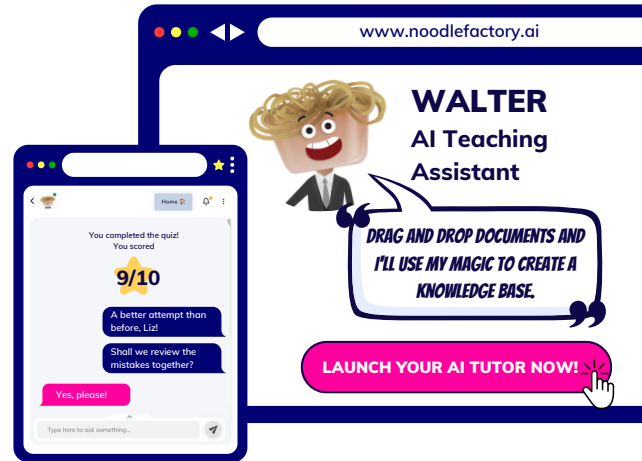 www.noodlefactory.ai
WALTER
AI Teaching
Assistant
DRAG AND DROP DOCUMENTS AND
I'LL USE MY MAGIC TO CREATE A
KNOWLEDGE BASE.
LAUNCH YOUR AI TUTOR NOW!
Home
You completed the quiz!
You scored
9/10
A better attempt than
before, Liz!
Shall we review the
mistakes together?
Yes, please!
Type here to ask something...